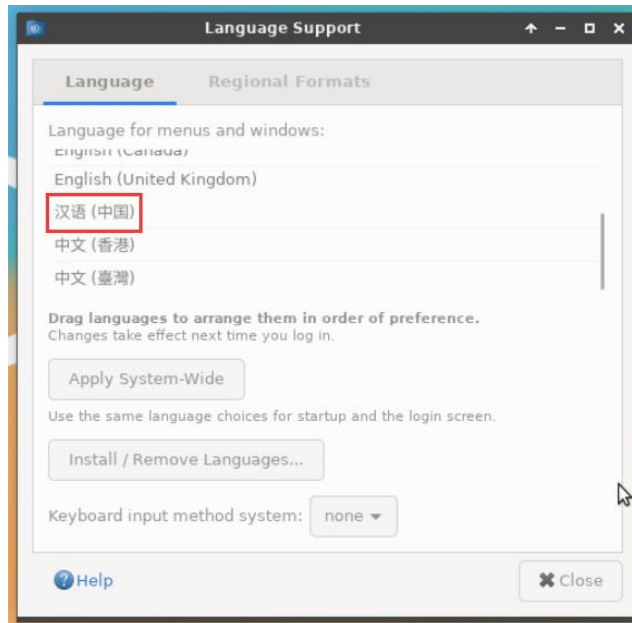 Language Support
Language Regional Formats
Language for menus and windows:
English (Canada)
English (United Kingdom)
汉语 (中国)
中文 (香港)
中文 (臺灣)
Drag languages to arrange them in order of preference.
Changes take effect next time you log in.
Apply System-Wide
Use the same language choices for startup and the login screen.
Install / Remove Languages...
Keyboard input method system: none
Help
Close